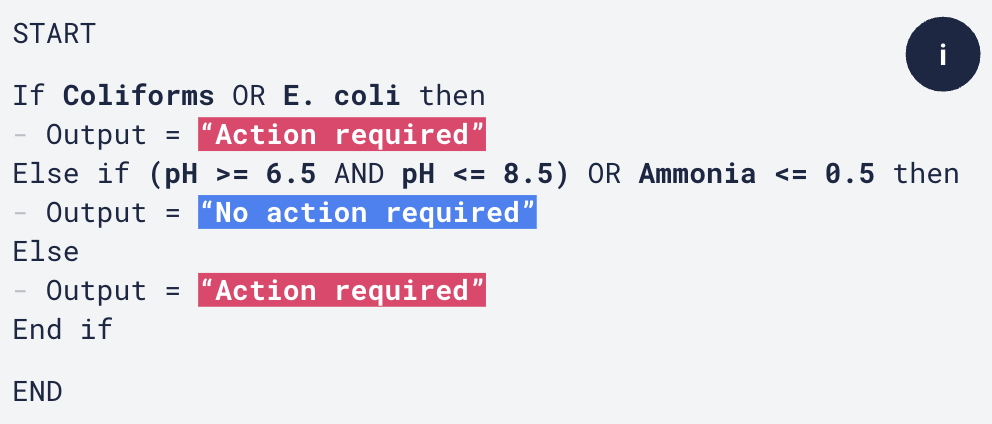 START
i
If Coliforms OR E. coli then
- Output = “Action required”
Else if (pH >= 6.5 AND pH <= 8.5) OR Ammonia <= 0.5 then
- Output = “No action required”
Else
- Output = “Action required”
End if
END